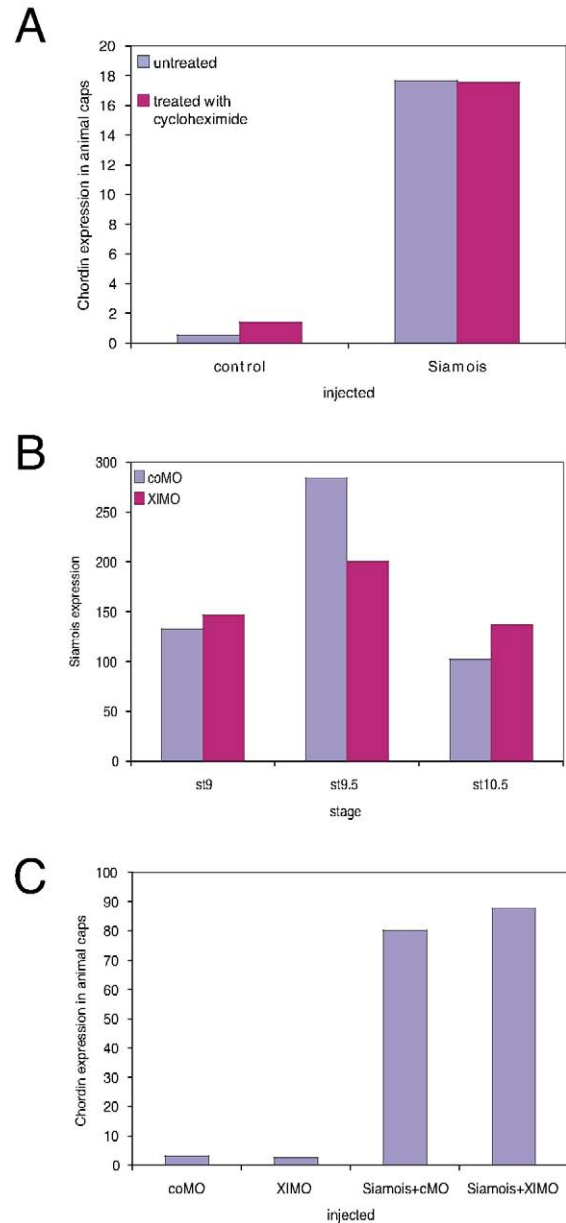 A
Chordin expression in animal caps
20
18
16
14
12
10
8
6
4
2
0
untreated
treated with
cycloheximide
control
Siamois
injected
B
Siamois expression
300
250
200
150
100
50
0
coMO
XIMO
st9
st9.5
st10.5
stage
C
Chordin expression in animal caps
100
90
80
70
60
50
40
30
20
10
0
coMO
XIMO
Siamois+cMO
Siamois+XIMO
injected